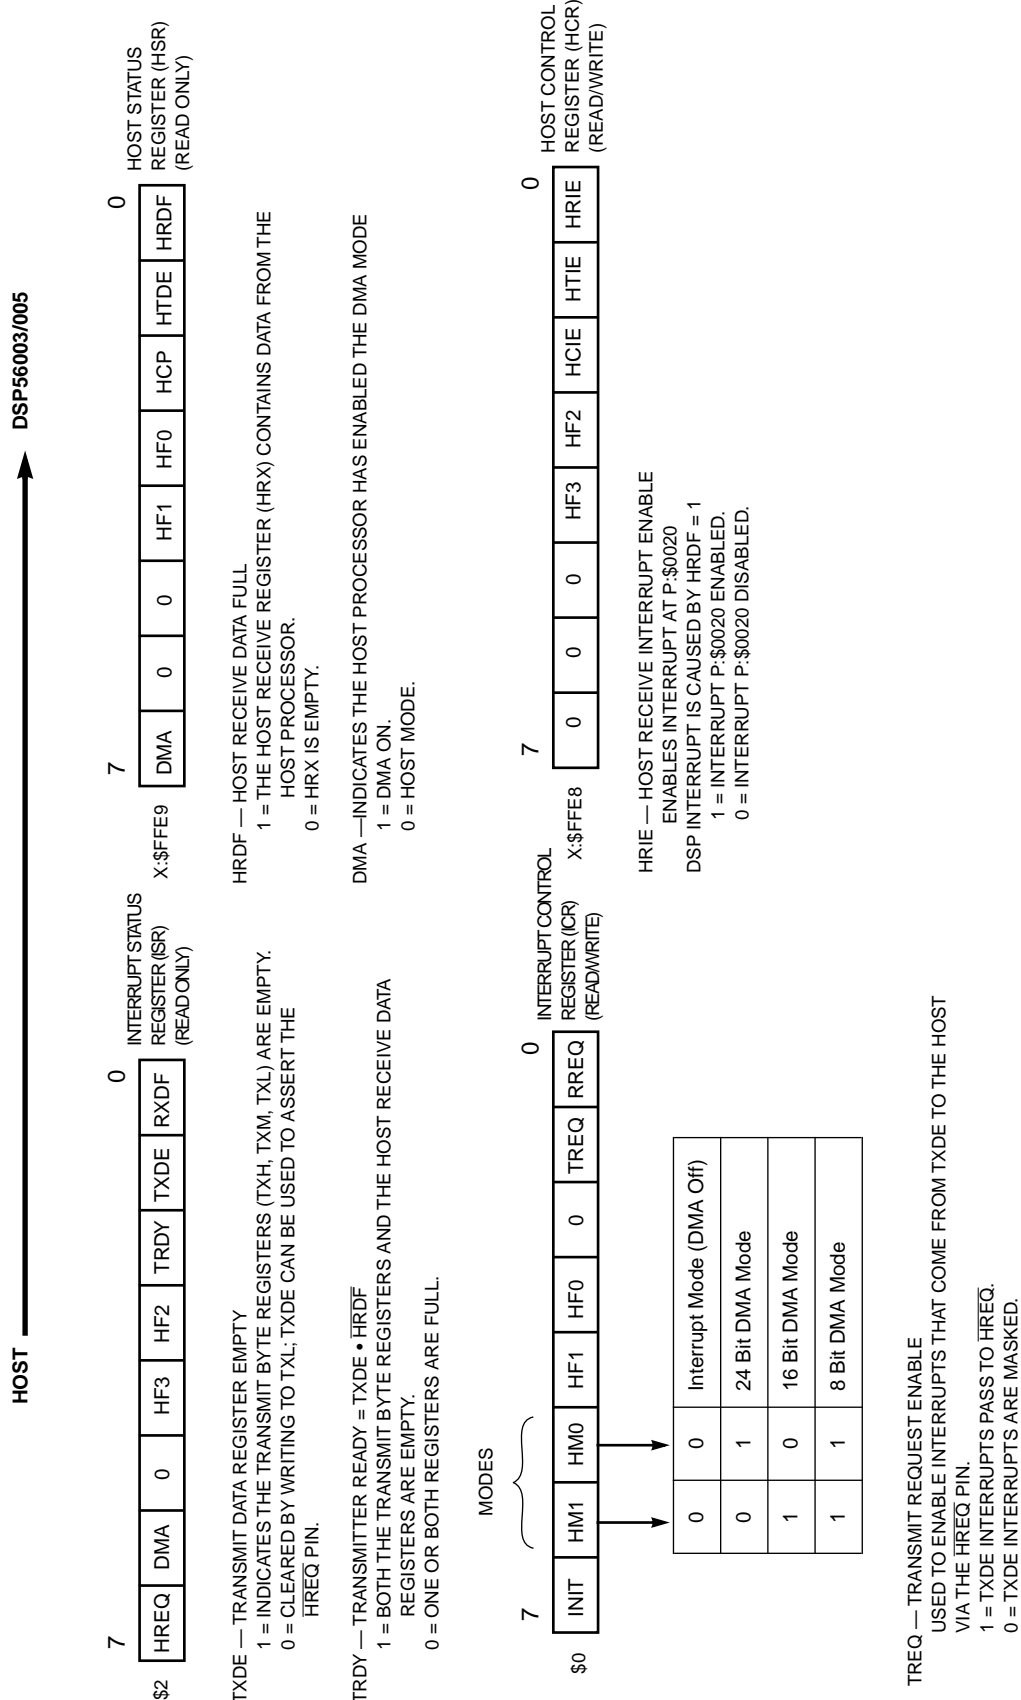 HOST DSP56003/005
7 0
$2 HREQ DMA 0 HF3 HF2 TRDY TXDE RXDF
INTERRUPT STATUS
REGISTER (ISR)
(READ ONLY)
TXDE — TRANSMIT DATA REGISTER EMPTY
1 = INDICATES THE TRANSMIT BYTE REGISTERS (TXH, TXM, TXL) ARE EMPTY.
0 = CLEARED BY WRITING TO TXL; TXDE CAN BE USED TO ASSERT THE
HREQ PIN.
TRDY — TRANSMITTER READY = TXDE • HRDF
1 = BOTH THE TRANSMIT BYTE REGISTERS AND THE HOST RECEIVE DATA
REGISTERS ARE EMPTY.
0 = ONE OR BOTH REGISTERS ARE FULL.
MODES
7 0
$0 INIT HM1 HM0 HF1 HF0 0 TREQ RREQ
INTERRUPT CONTROL
REGISTER (ICR)
(READ/WRITE)
0 0 Interrupt Mode (DMA Off)
0 1 24 Bit DMA Mode
1 0 16 Bit DMA Mode
1 1 8 Bit DMA Mode
TREQ — TRANSMIT REQUEST ENABLE
USED TO ENABLE INTERRUPTS THAT COME FROM TXDE TO THE HOST
VIA THE HREQ PIN.
1 = TXDE INTERRUPTS PASS TO HREQ.
0 = TXDE INTERRUPTS ARE MASKED.
7 0
X:$FFE9 DMA 0 0 HF1 HF0 HCP HTDE HRDF
HOST STATUS
REGISTER (HSR)
(READ ONLY)
HRDF — HOST RECEIVE DATA FULL
1 = THE HOST RECEIVE REGISTER (HRX) CONTAINS DATA FROM THE
HOST PROCESSOR.
0 = HRX IS EMPTY.
DMA —INDICATES THE HOST PROCESSOR HAS ENABLED THE DMA MODE
1 = DMA ON.
0 = HOST MODE.
7 0
X:$FFE8 0 0 0 HF3 HF2 HCIE HTIE HRIE
HOST CONTROL
REGISTER (HCR)
(READ/WRITE)
HRIE — HOST RECEIVE INTERRUPT ENABLE
ENABLES INTERRUPT AT P:$0020
DSP INTERRUPT IS CAUSED BY HRDF = 1
1 = INTERRUPT P:$0020 ENABLED.
0 = INTERRUPT P:$0020 DISABLED.